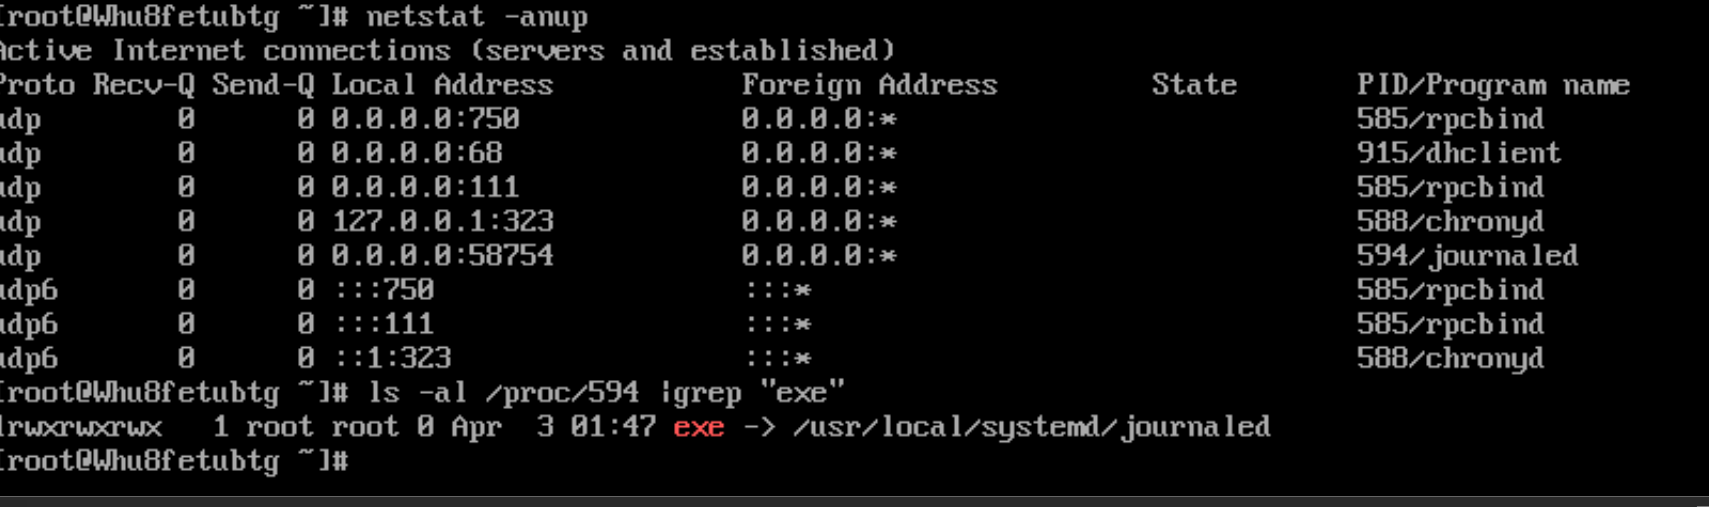 [root@Whu8fetubtg ~]# netstat -anup
Active Internet connections (servers and established)
Proto Recv-Q Send-Q Local Address           Foreign Address         State       PID/Program name
udp        0      0 0.0.0.0:750             0.0.0.0:*                           585/rpcbind
udp        0      0 0.0.0.0:68              0.0.0.0:*                           915/dhclient
udp        0      0 0.0.0.0:111             0.0.0.0:*                           585/rpcbind
udp        0      0 127.0.0.1:323           0.0.0.0:*                           588/chronyd
udp        0      0 0.0.0.0:58754           0.0.0.0:*                           594/journaled
udp6       0      0 :::750                  :::*                                585/rpcbind
udp6       0      0 :::111                  :::*                                585/rpcbind
udp6       0      0 ::1:323                 :::*                                588/chronyd
[root@Whu8fetubtg ~]# ls -al /proc/594 |grep "exe"
lrwxrwxrwx   1 root root 0 Apr  3 01:47 exe -> /usr/local/systemd/journaled
[root@Whu8fetubtg ~]#